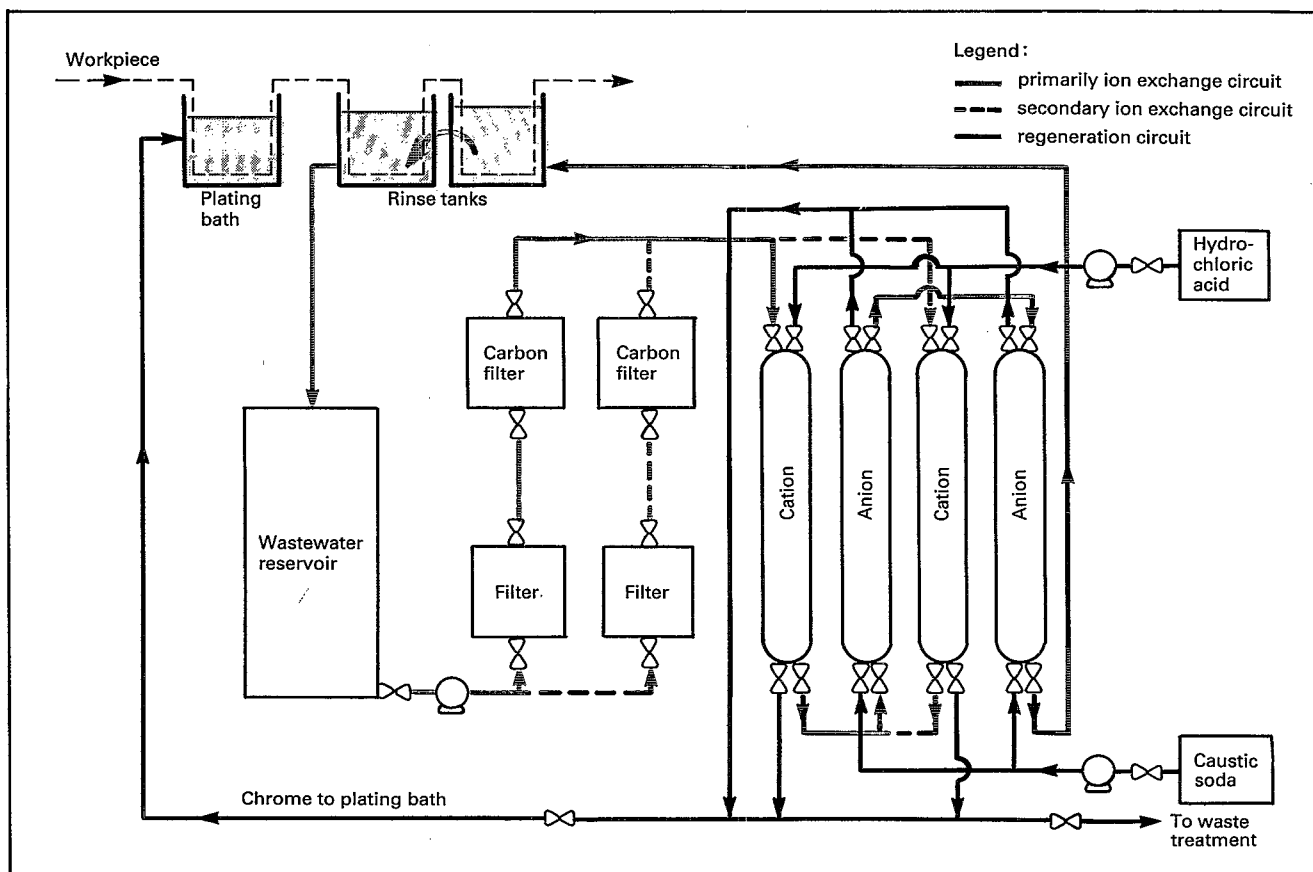 Workpiece
Plating
bath
Rinse tanks
Legend:
primarily ion exchange circuit
secondary ion exchange circuit
regeneration circuit
Hydro-
chloric
acid
Carbon
filter
Carbon
filter
Wastewater
reservoir
Filter
Filter
Cation
Anion
Cation
Anion
Caustic
soda
Chrome to plating bath
To waste
treatment